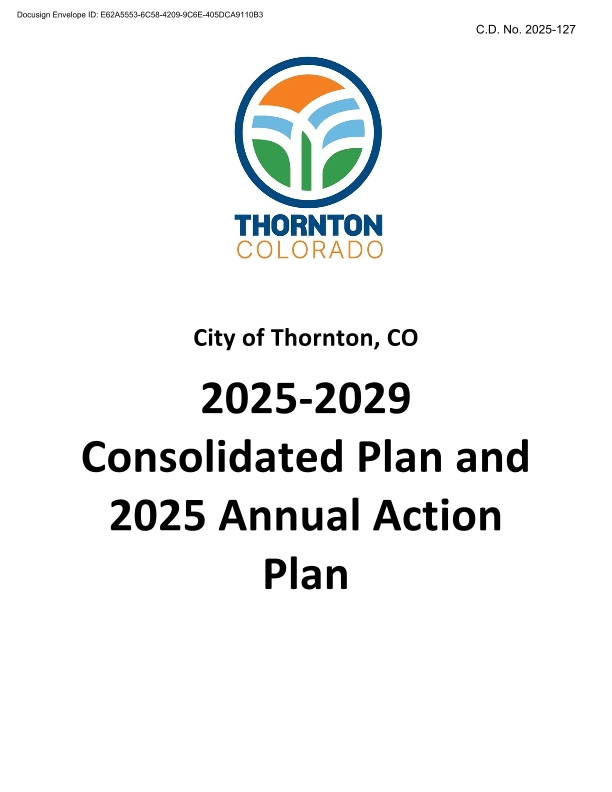 Docusign Envelope ID: E62A5553-6C58-4209-9C6E-405DCA9110B3
C.D. No. 2025-127
THORNTON
COLORADO
City of Thornton, CO
2025-2029
Consolidated Plan and
2025 Annual Action
Plan